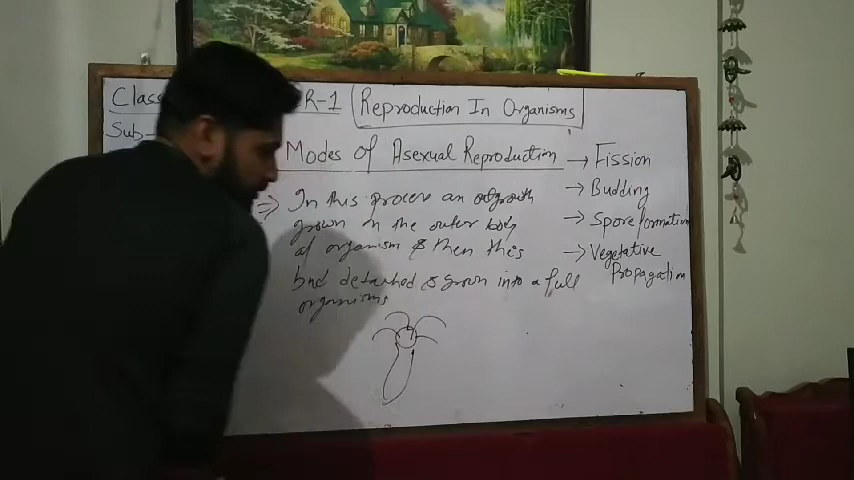 Class R-1 Reproduction In Organisms
Sub-
Modes of Asexual Reproduction → Fission
→ Budding
→ Spore formation
→ Vegetative
Propagation
⇒ In this process an outgrowth
grown on the outer body
of organism & then this
bud detached & grown into a full
organisms